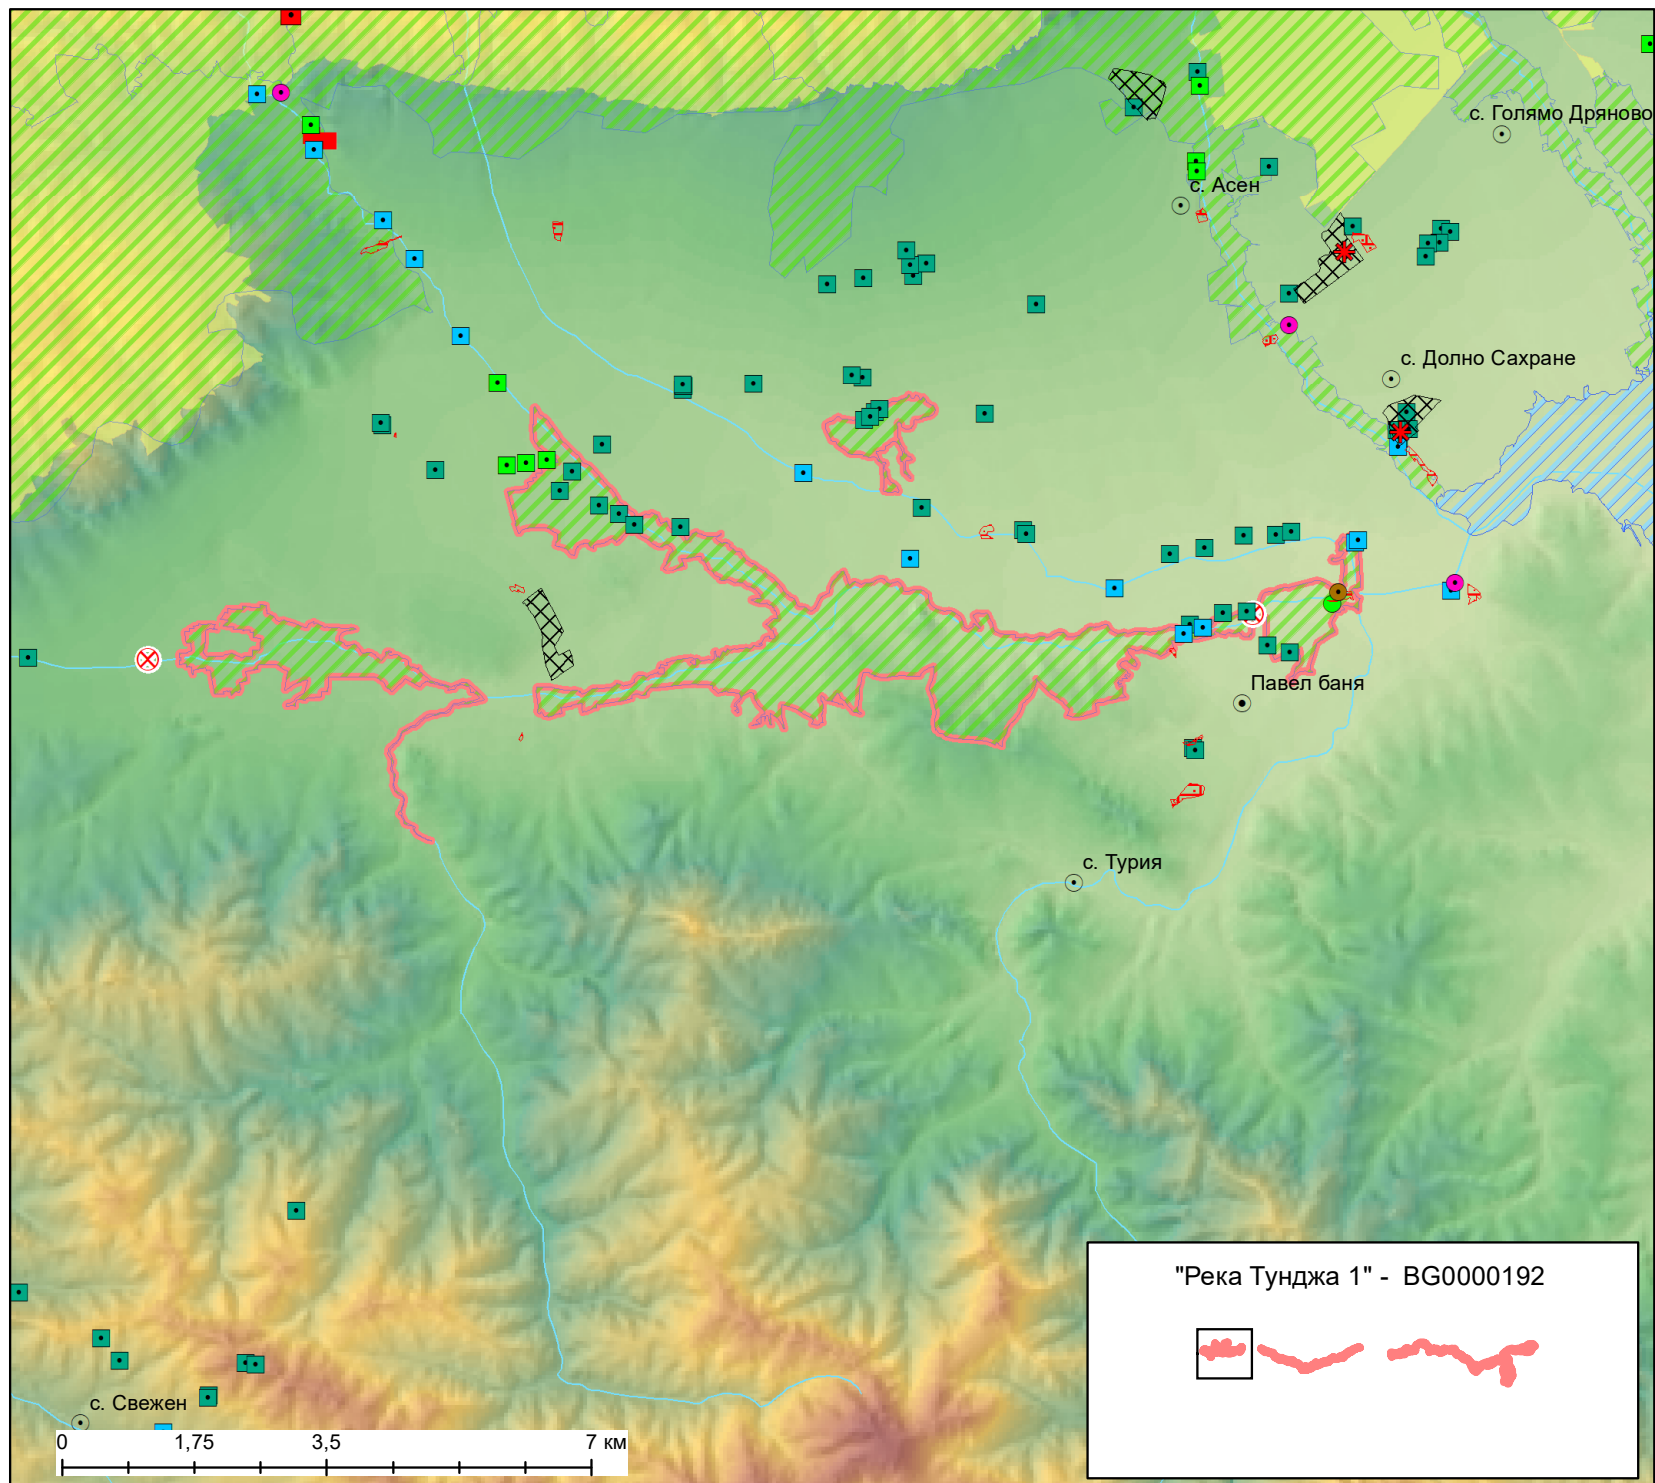 с. Голямо Дряново
с. Асен
с. Долно Сахране
Павел баня
с. Турия
"Река Тунджа 1" - BG0000192
с. Свежен
0 1,75 3,5 7 км